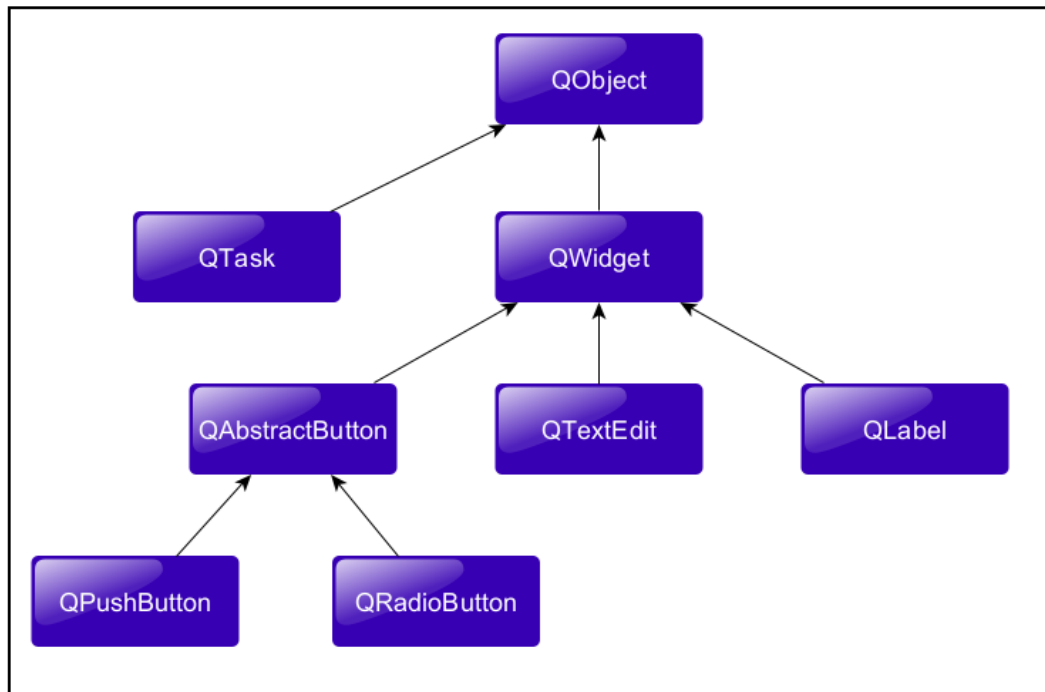 QObject
QTask
QWidget
QAbstractButton
QTextEdit
QLabel
QPushButton
QRadioButton